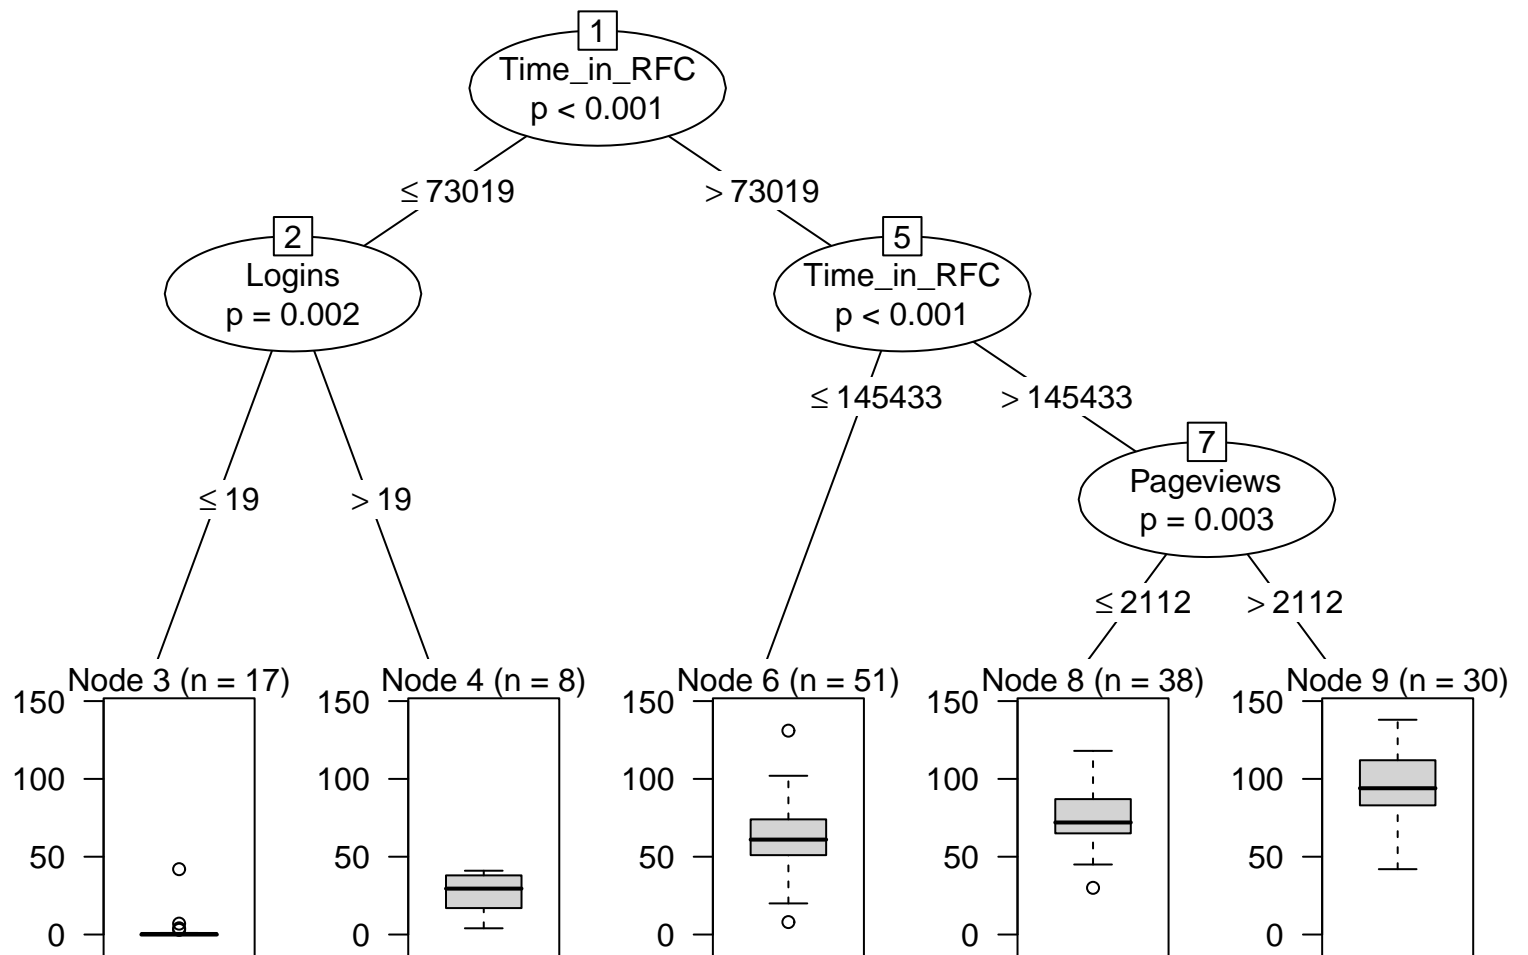 1
Time_in_RFC
p < 0.001
≤ 73019
> 73019
2
Logins
p = 0.002
5
Time_in_RFC
p < 0.001
≤ 145433
> 145433
≤ 19
> 19
7
Pageviews
p = 0.003
≤ 2112
> 2112
Node 3 (n = 17)
150
100
50
0
Node 4 (n = 8)
150
100
50
0
Node 6 (n = 51)
150
100
50
0
Node 8 (n = 38)
150
100
50
0
Node 9 (n = 30)
150
100
50
0